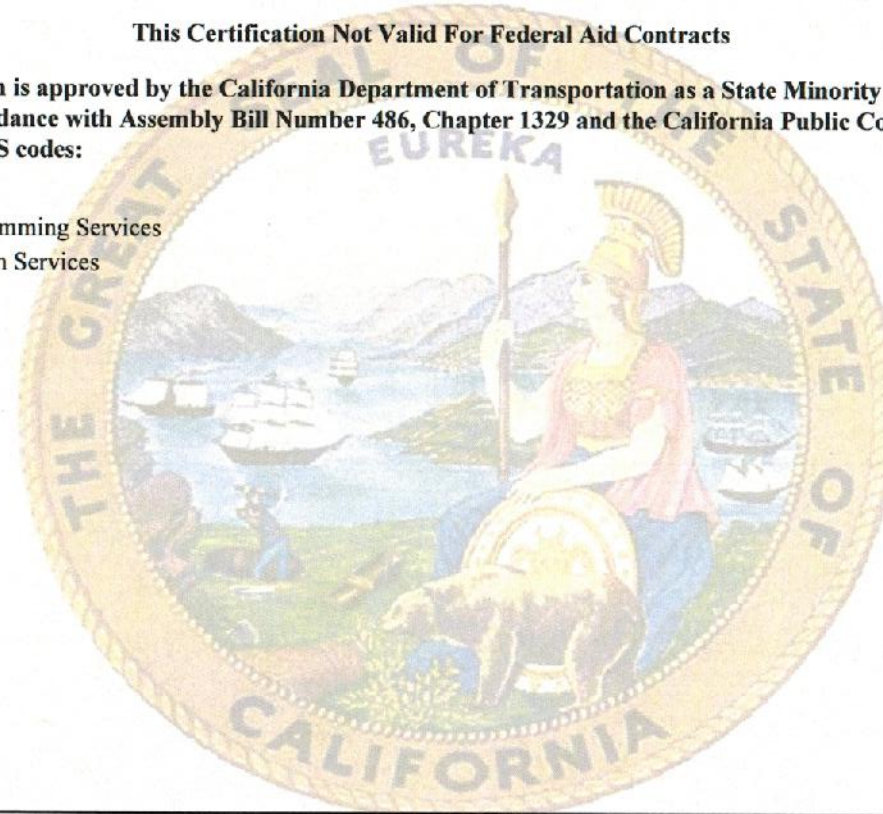 This Certification Not Valid For Federal Aid Contracts
is approved by the California Department of Transportation as a State Minority
dance with Assembly Bill Number 486, Chapter 1329 and the California Public Co
S codes:
mming Services
n Services
THE GREAT SEAL OF THE STATE OF
EUREKA
CALIFORNIA